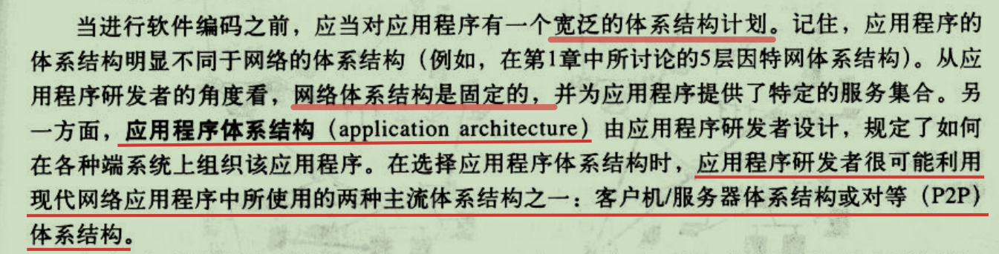 当进行软件编码之前，应当对应用程序有一个宽泛的体系结构计划。记住，应用程序的
体系结构明显不同于网络的体系结构（例如，在第1章中所讨论的5层因特网体系结构）。从应
用程序研发者的角度看，网络体系结构是固定的，并为应用程序提供了特定的服务集合。另
一方面，应用程序体系结构（application architecture）由应用程序研发者设计，规定了如何
在各种端系统上组织该应用程序。在选择应用程序体系结构时，应用程序研发者很可能利用
现代网络应用程序中所使用的两种主流体系结构之一：客户机/服务器体系结构或对等（P2P）
体系结构。